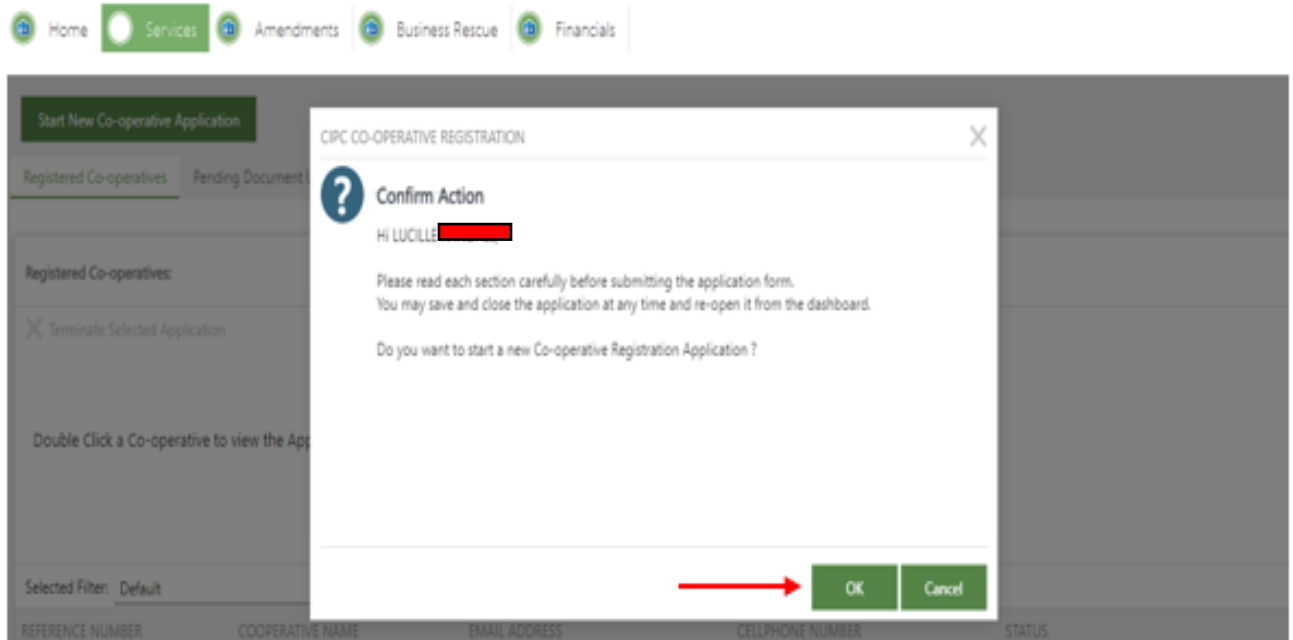 Home Services Amendments Business Rescue Financials
Start New Co-operative Application
CIPC CO-OPERATIVE REGISTRATION
X
Registered Co-operatives Pending Document
?
Confirm Action
Hi LUCILLE
Registered Co-operatives:
Please read each section carefully before submitting the application form.
You may save and close the application at any time and re-open it from the dashboard.
X Terminate Selected Application
Do you want to start a new Co-operative Registration Application ?
Double Click a Co-operative to view the App
Selected Filter: Default
OK Cancel
REFERENCE NUMBER COOPERATIVE NAME EMAIL ADDRESS CELLPHONE NUMBER STATUS